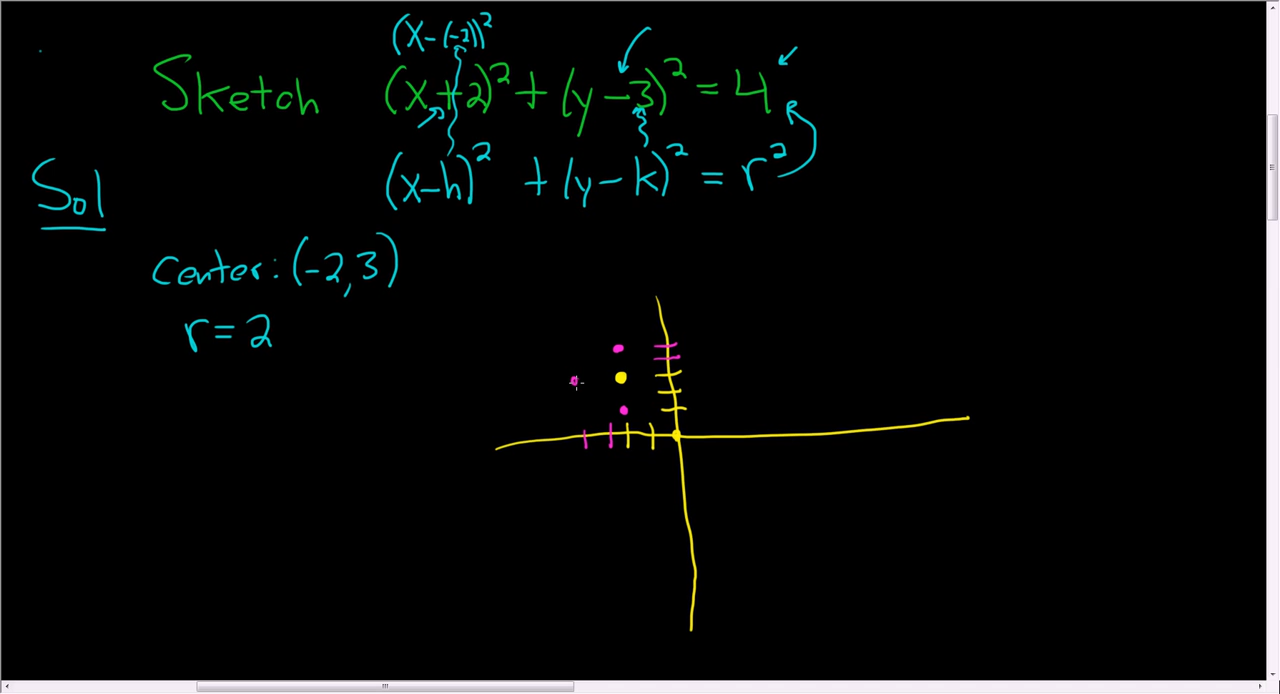 (x-(-2))²
Sketch (x+2)² + (y-3)² = 4
(x-h)² + (y-k)² = r²
Sol
Center: (-2,3)
r=2